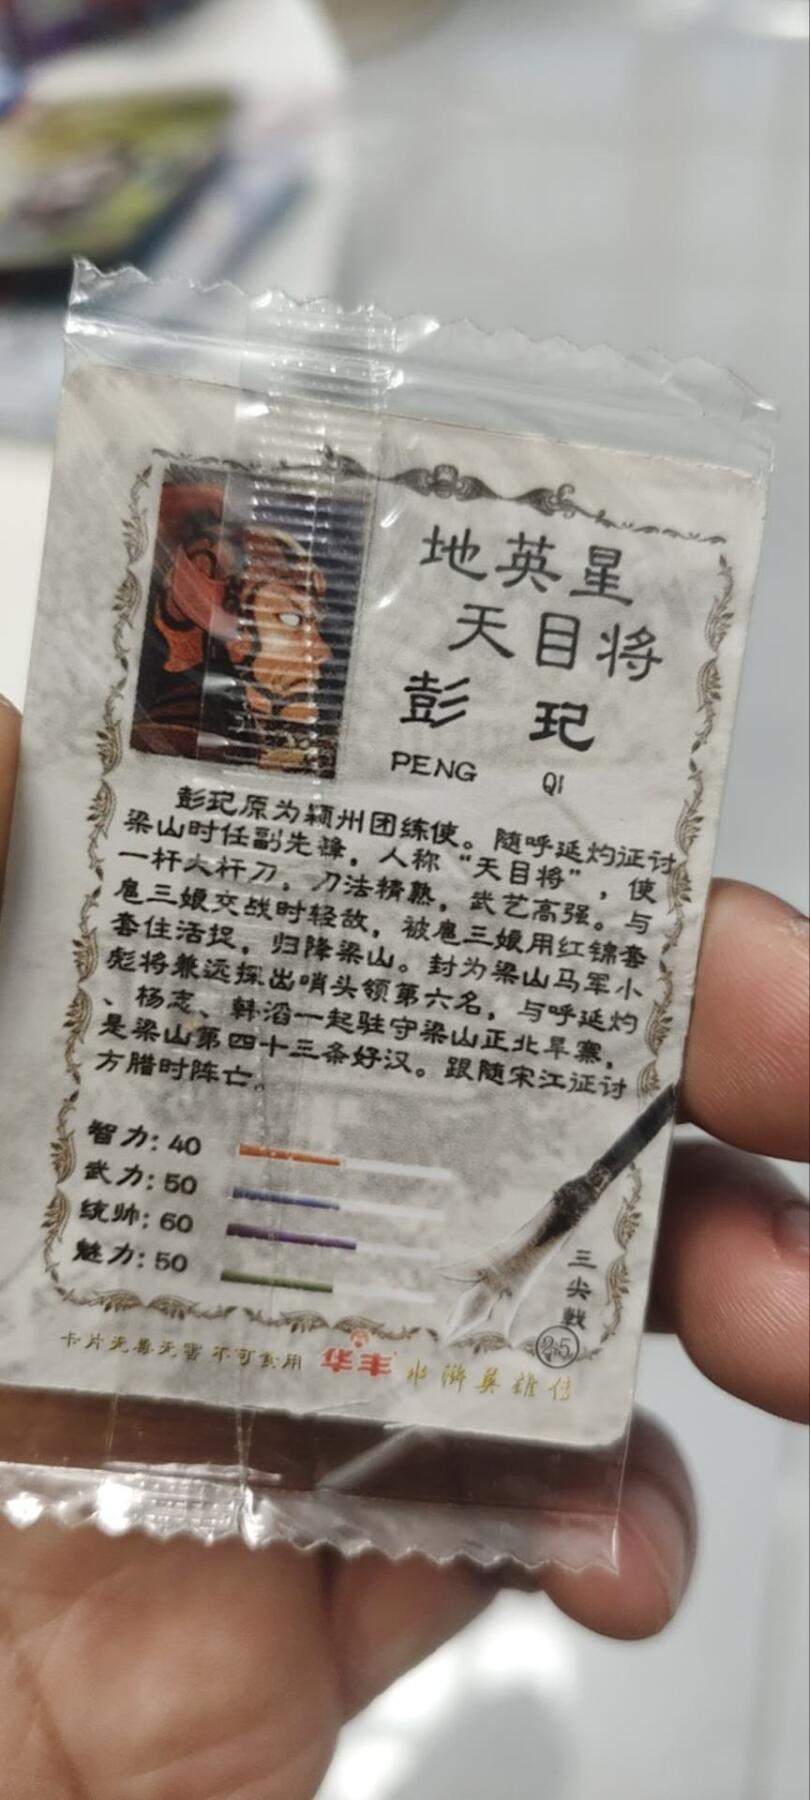 地英星
天目将
彭玘
PENG QI
彭玘原为颖州团练使。随呼延灼证讨
梁山时任副先锋，人称“天目将”，使
一杆大杆刀。刀法精熟，武艺高强。与
扈三娘交战时轻敌，被扈三娘用红锦套
套住活捉，归降梁山。封为梁山马军小
彪将兼远探出哨头领第六名，与呼延灼
、杨志、韩滔一起驻守梁山正北旱寨，
是梁山第四十三条好汉。跟随宋江证讨
方腊时阵亡。
智力：40
武力：50
统帅：60
魅力：50
三尖戟
25
卡片无毒无害 不可食用 华丰 水浒英雄传